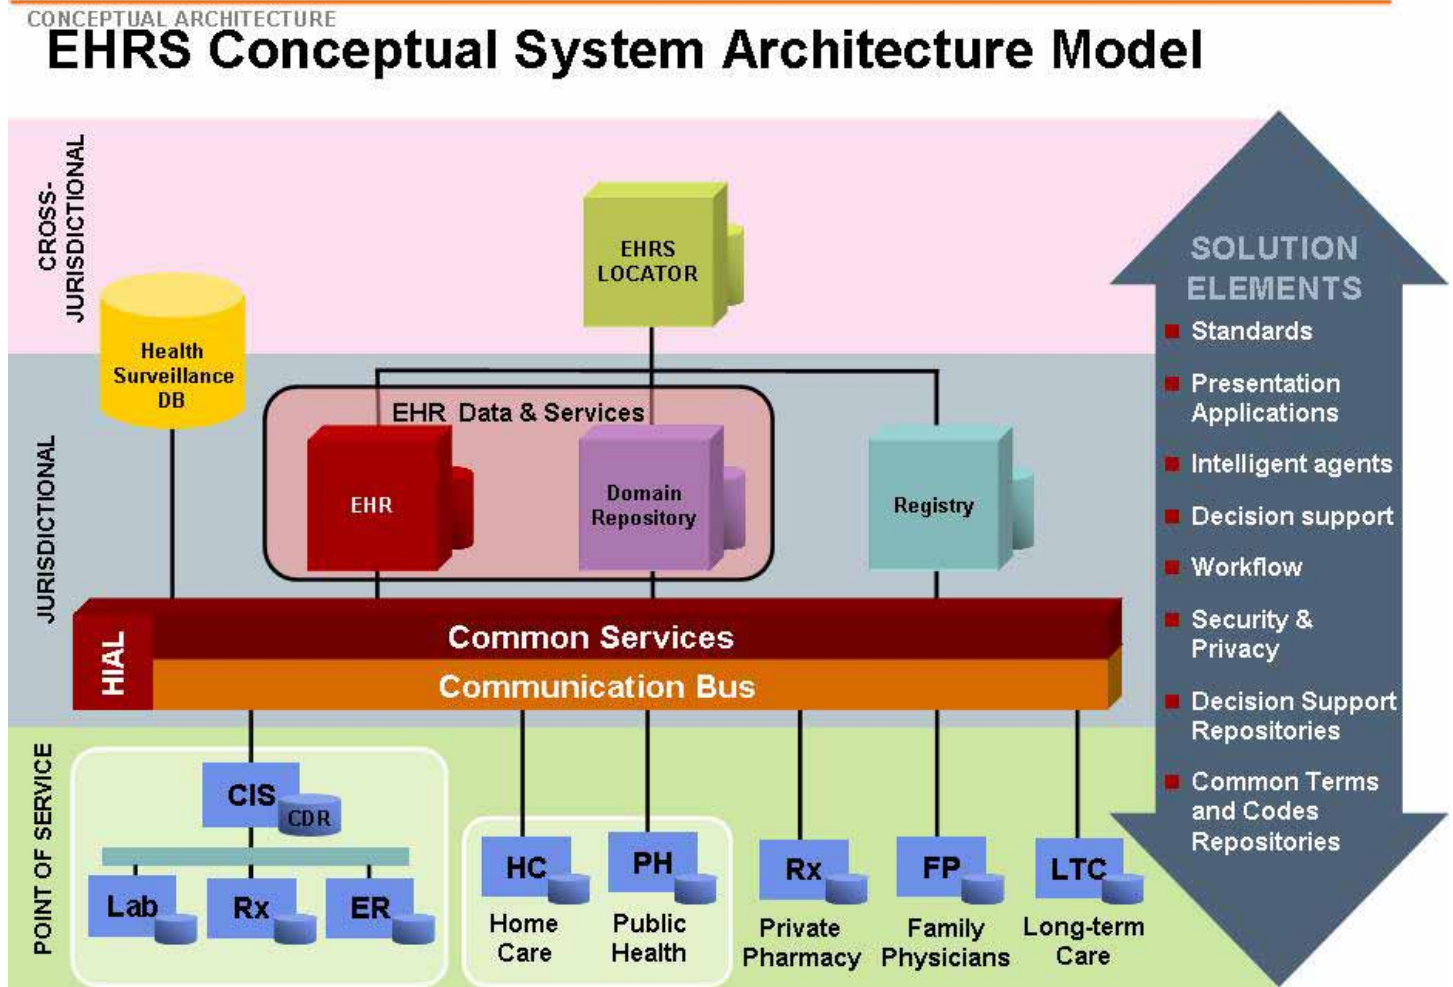 CONCEPTUAL ARCHITECTURE
EHRS Conceptual System Architecture Model
CROSS-
JURISDICTIONAL
EHRS
LOCATOR
Health
Surveillance
DB
JURISDICTIONAL
EHR Data & Services
EHR
Domain
Repository
Registry
HIAL
Common Services
Communication Bus
POINT OF SERVICE
CIS
CDR
Lab
Rx
ER
HC
Home
Care
PH
Public
Health
Rx
Private
Pharmacy
FP
Family
Physicians
LTC
Long-term
Care
SOLUTION
ELEMENTS
Standards
Presentation
Applications
Intelligent agents
Decision support
Workflow
Security &
Privacy
Decision Support
Repositories
Common Terms
and Codes
Repositories